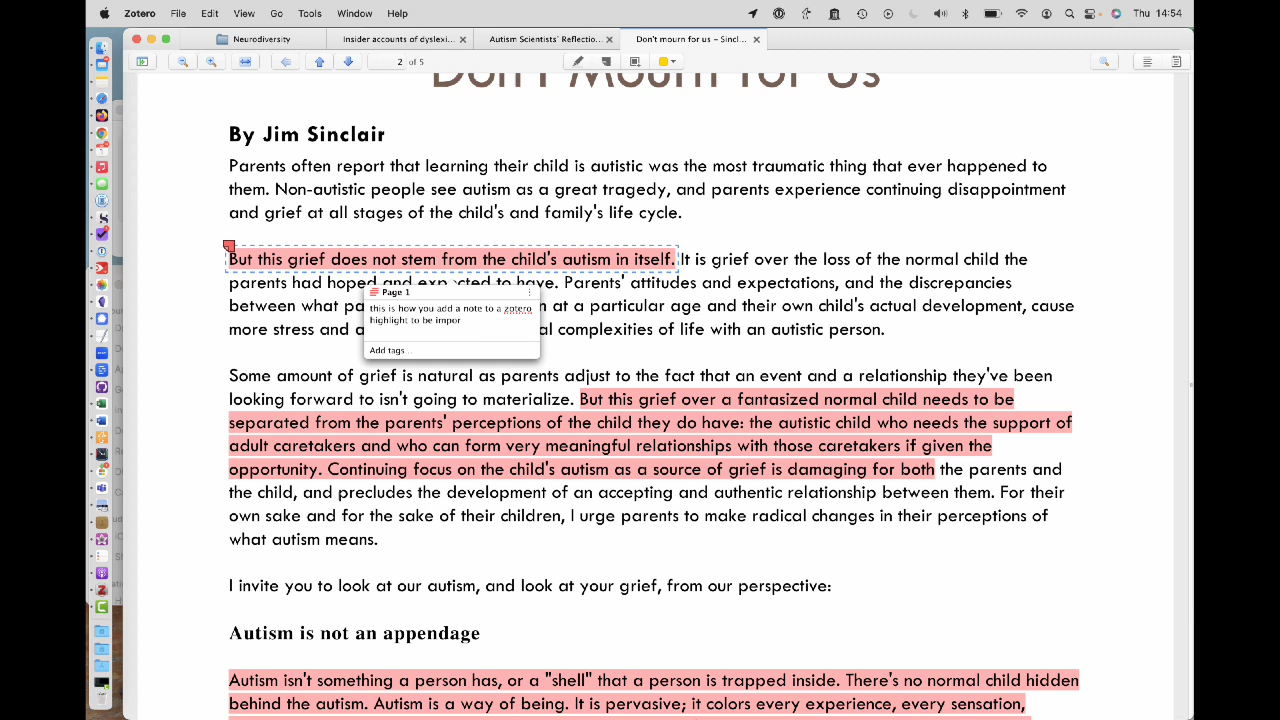 Zotero File Edit View Go Tools Window Help Thu 14:54
Neurodiversity Insider accounts of dyslexi... Autism Scientists' Reflectio... Don't mourn for us – Sincl...
2 of 5
Don't Mourn for Us
By Jim Sinclair
Parents often report that learning their child is autistic was the most traumatic thing that ever happened to
them. Non-autistic people see autism as a great tragedy, and parents experience continuing disappointment
and grief at all stages of the child's and family's life cycle.
But this grief does not stem from the child's autism in itself. It is grief over the loss of the normal child the
parents had hoped and expected to have. Parents' attitudes and expectations, and the discrepancies
between what pa n at a particular age and their own child's actual development, cause
more stress and a al complexities of life with an autistic person.
Page 1
this is how you add a note to a zotero
highlight to be impor
Add tags...
Some amount of grief is natural as parents adjust to the fact that an event and a relationship they've been
looking forward to isn't going to materialize. But this grief over a fantasized normal child needs to be
separated from the parents' perceptions of the child they do have: the autistic child who needs the support of
adult caretakers and who can form very meaningful relationships with those caretakers if given the
opportunity. Continuing focus on the child's autism as a source of grief is damaging for both the parents and
the child, and precludes the development of an accepting and authentic relationship between them. For their
own sake and for the sake of their children, I urge parents to make radical changes in their perceptions of
what autism means.
I invite you to look at our autism, and look at your grief, from our perspective:
Autism is not an appendage
Autism isn't something a person has, or a "shell" that a person is trapped inside. There's no normal child hidden
behind the autism. Autism is a way of being. It is pervasive; it colors every experience, every sensation,